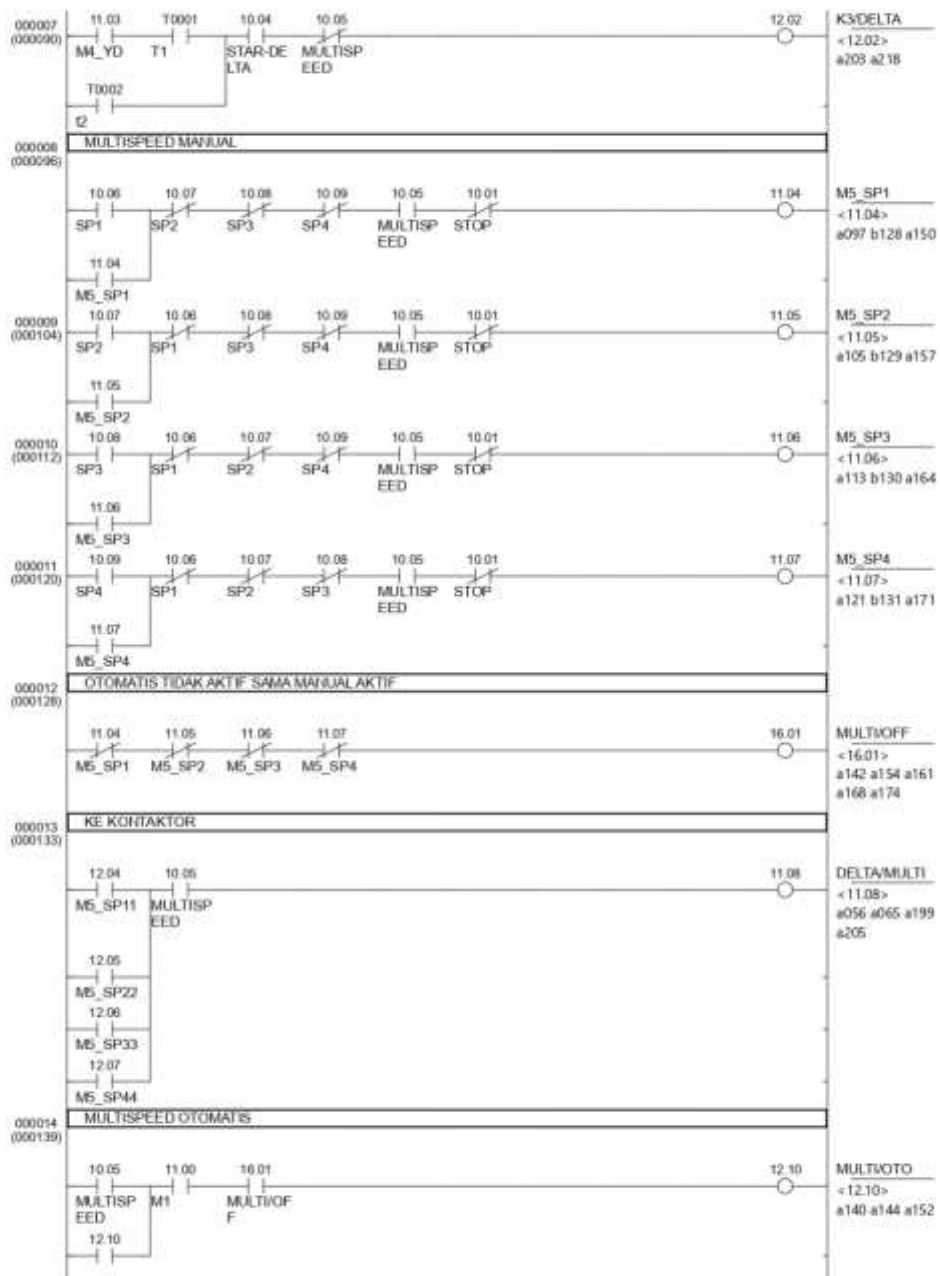 11.03 T0001 10.04 10.05 12.02 K3/DELTA
000007
(000090)
M4_YD T1 STAR-DE MULTISP <12.02>
LTA EED a203 a218
T0002
t2
000008 MULTISPEED MANUAL
(000096)
10.06 10.07 10.08 10.09 10.05 10.01 11.04 M5_SP1
SP1 SP2 SP3 SP4 MULTISP STOP <11.04>
EED a097 b128 a150
11.04
M5_SP1
000009 10.07 10.06 10.08 10.09 10.05 10.01 11.05 M5_SP2
(000104)
SP2 SP1 SP3 SP4 MULTISP STOP <11.05>
EED a105 b129 a157
11.05
M5_SP2
000010 10.08 10.06 10.07 10.09 10.05 10.01 11.06 M5_SP3
(000112)
SP3 SP1 SP2 SP4 MULTISP STOP <11.06>
EED a113 b130 a164
11.06
M5_SP3
000011 10.09 10.06 10.07 10.08 10.05 10.01 11.07 M5_SP4
(000120)
SP4 SP1 SP2 SP3 MULTISP STOP <11.07>
EED a121 b131 a171
11.07
M5_SP4
000012 OTOMATIS TIDAK AKTIF SAMA MANUAL AKTIF
(000128)
11.04 11.05 11.06 11.07 16.01 MULTI/OFF
M5_SP1 M5_SP2 M5_SP3 M5_SP4 <16.01>
a142 a154 a161
a168 a174
000013 KE KONTAKTOR
(000133)
12.04 10.05 11.08 DELTA/MULTI
M5_SP11 MULTISP <11.08>
EED a056 a065 a199
a205
12.05
M5_SP22
12.06
M5_SP33
12.07
M5_SP44
000014 MULTISPEED OTOMATIS
(000139)
10.05 11.00 16.01 12.10 MULTI/OTO
MULTISP M1 MULTI/OF <12.10>
EED F a140 a144 a152
12.10